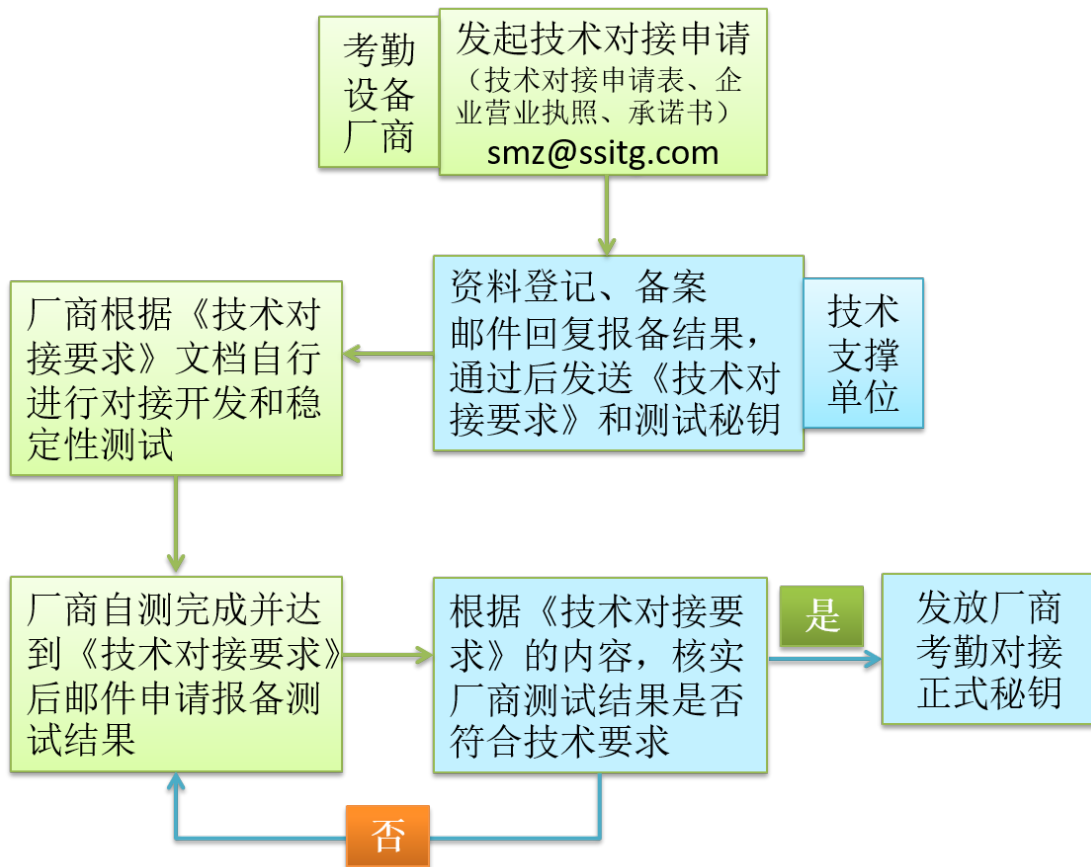 考勤
设备
厂商
发起技术对接申请
（技术对接申请表、企
业营业执照、承诺书）
smz@ssitg.com
资料登记、备案
邮件回复报备结果，
通过后发送《技术对
接要求》和测试秘钥
技术
支撑
单位
厂商根据《技术对
接要求》文档自行
进行对接开发和稳
定性测试
厂商自测完成并达
到《技术对接要求》
后邮件申请报备测
试结果
根据《技术对接要
求》的内容，核实
厂商测试结果是否
符合技术要求
是
发放厂商
考勤对接
正式秘钥
否